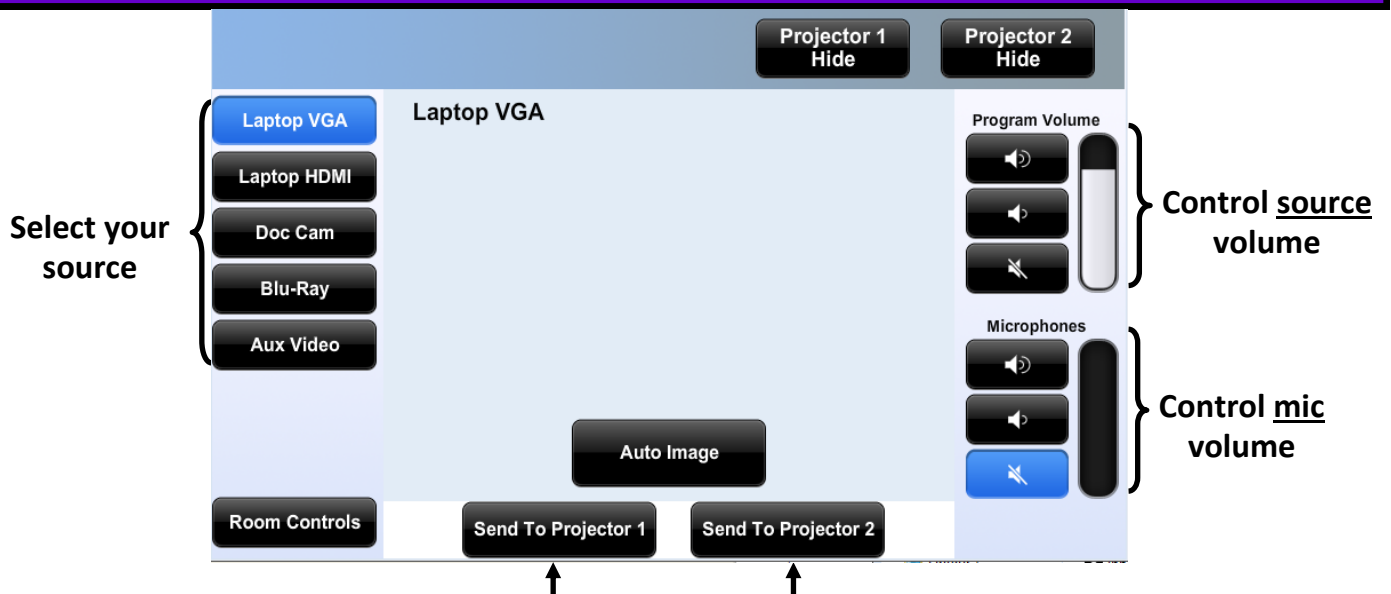 Projector 1
Hide
Projector 2
Hide
Select your
source
Laptop VGA
Laptop HDMI
Doc Cam
Blu-Ray
Aux Video
Room Controls
Laptop VGA
Auto Image
Send To Projector 1
Send To Projector 2
Program Volume
Microphones
Control source
volume
Control mic
volume